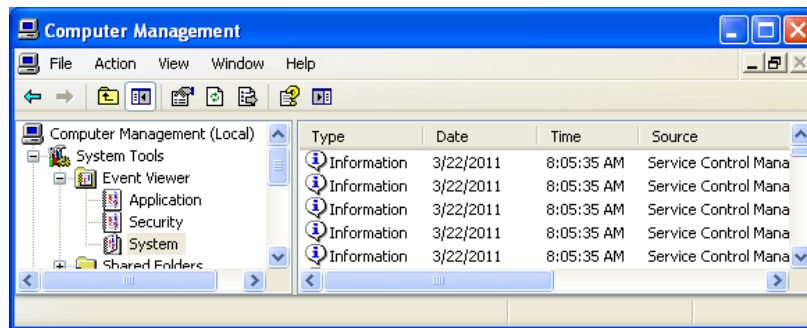 Computer Management
File Action View Window Help
Computer Management (Local)
System Tools
Event Viewer
Application
Security
System
Shared Folders
Type Date Time Source
Information 3/22/2011 8:05:35 AM Service Control Mana
Information 3/22/2011 8:05:35 AM Service Control Mana
Information 3/22/2011 8:05:35 AM Service Control Mana
Information 3/22/2011 8:05:35 AM Service Control Mana
Information 3/22/2011 8:05:35 AM Service Control Mana